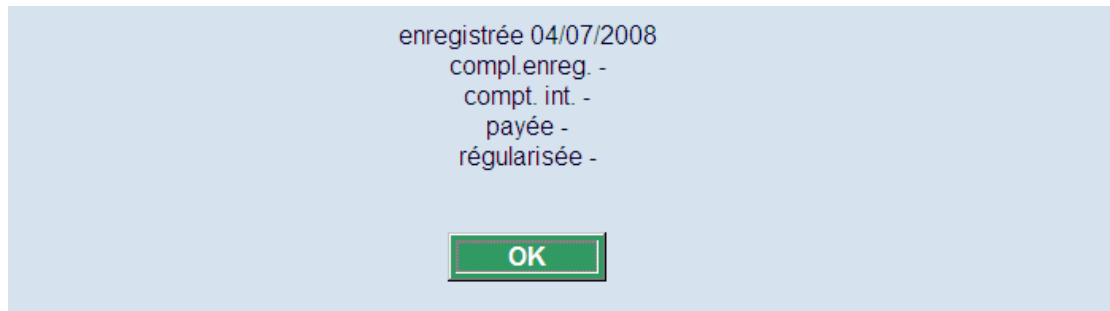 enregistrée 04/07/2008
compl.enreg. -
compt. int. -
payée -
régularisée -
OK